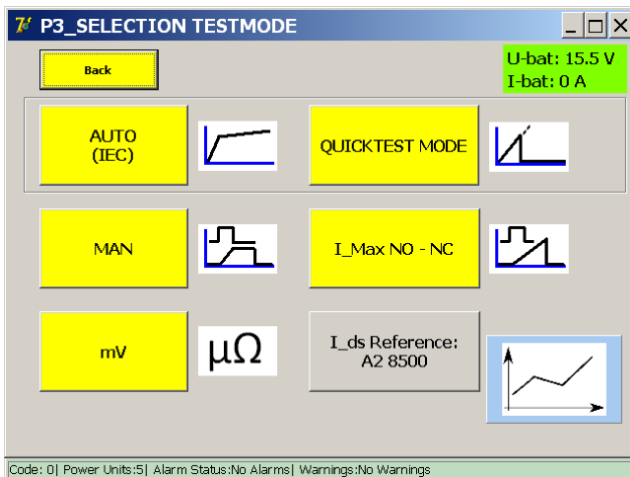 P3_SELECTION TESTMODE
Back
U-bat: 15.5 V
I-bat: 0 A
AUTO
(IEC)
QUICKTEST MODE
MAN
I_Max NO - NC
mV
μΩ
I_ds Reference:
A2 8500
Code: 0| Power Units:5| Alarm Status:No Alarms| Warnings:No Warnings